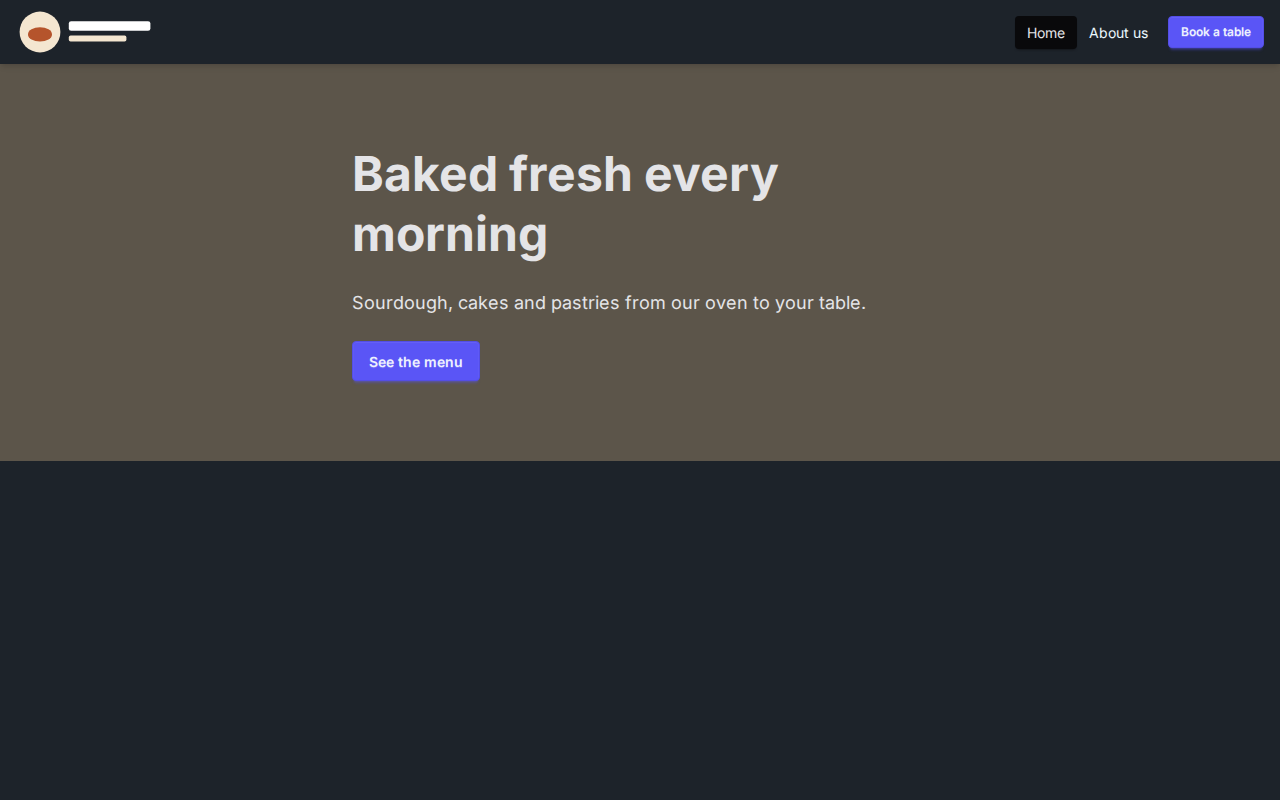 Home
About us
Book a table
Baked fresh every
morning
Sourdough, cakes and pastries from our oven to your table.
See the menu